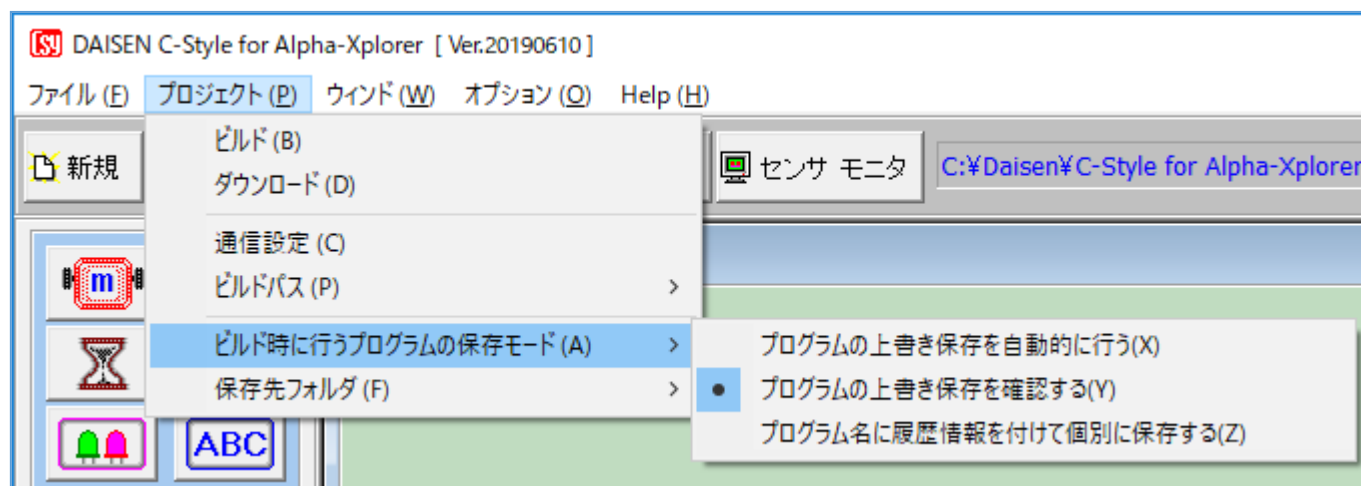 DAISEN C-Style for Alpha-Xplorer [ Ver.20190610 ]
ファイル (F) プロジェクト (P) ウィンド (W) オプション (O) Help (H)
新規
センサ モニタ
C:¥Daisen¥C-Style for Alpha-Xplorer
ビルド (B)
ダウンロード (D)
通信設定 (C)
ビルドパス (P)
ビルド時に行うプログラムの保存モード (A)
保存先フォルダ (F)
プログラムの上書き保存を自動的に行う(X)
プログラムの上書き保存を確認する(Y)
プログラム名に履歴情報を付けて個別に保存する(Z)
m
ABC